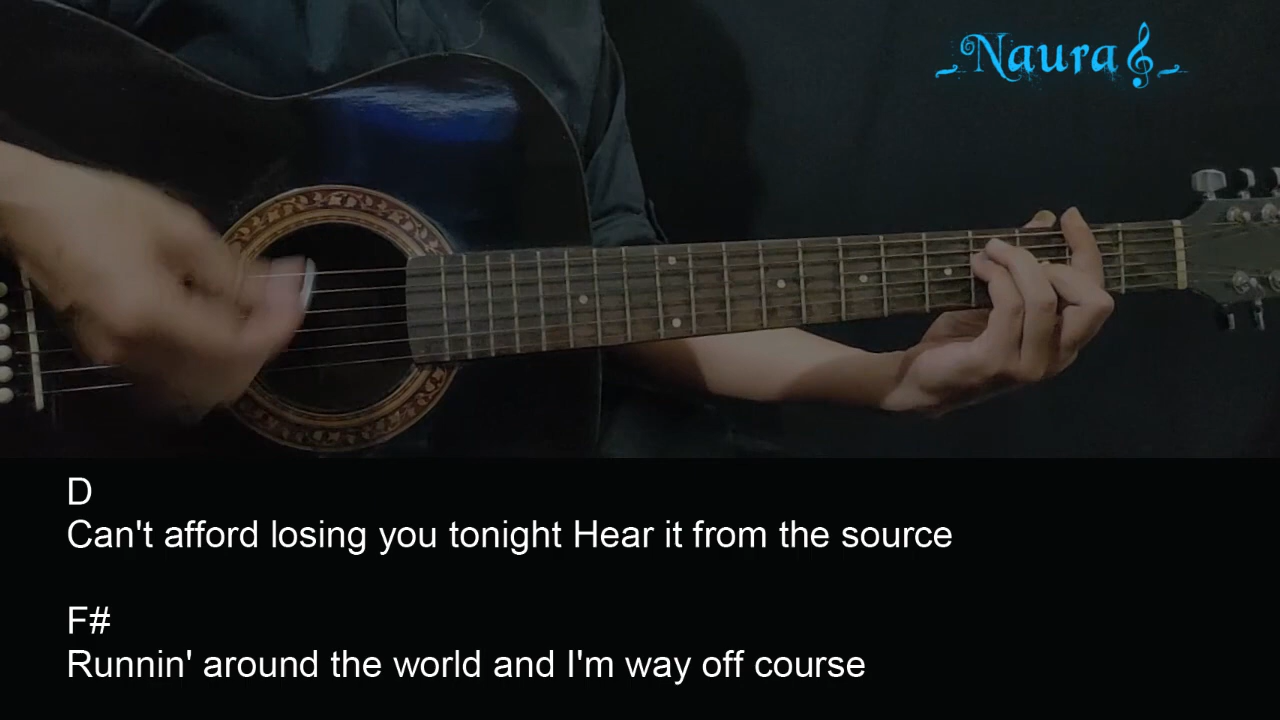 Naura
D
Can't afford losing you tonight Hear it from the source
F#
Runnin' around the world and I'm way off course